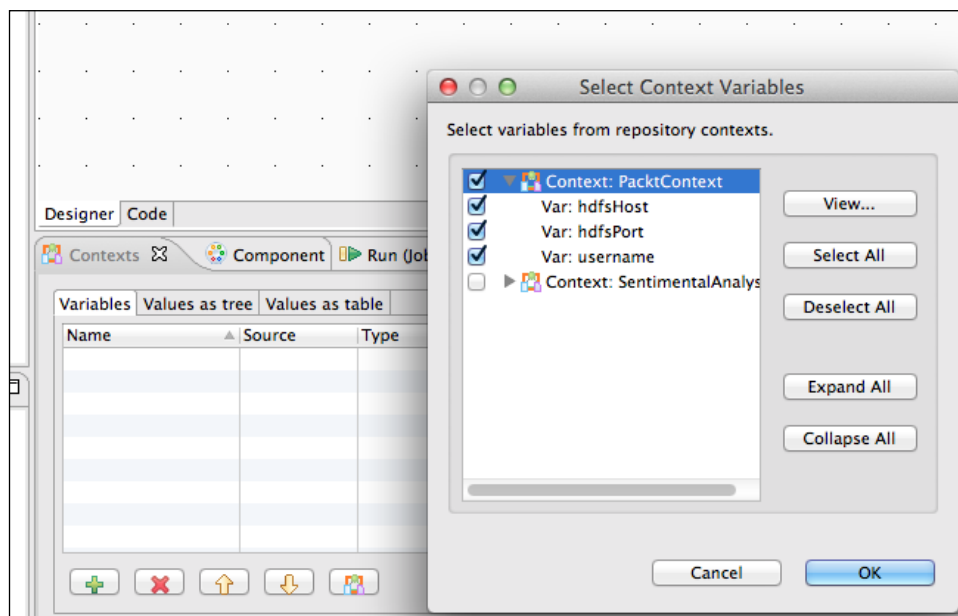 Select Context Variables
Select variables from repository contexts.
Context: PacktContext
Var: hdfsHost
Var: hdfsPort
Var: username
Context: SentimentalAnalys
View...
Select All
Deselect All
Expand All
Collapse All
Cancel
OK
Designer
Code
Contexts
Component
Run (Jo
Variables
Values as tree
Values as table
Name
Source
Type